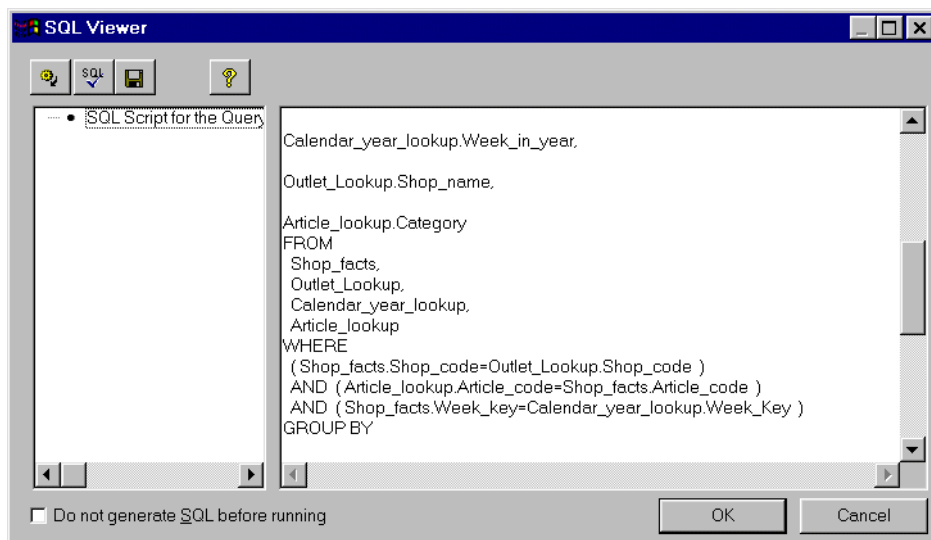 SQL Viewer
SQL
SQL Script for the Query
Calendar_year_lookup.Week_in_year,
Outlet_Lookup.Shop_name,
Article_lookup.Category
FROM
Shop_facts,
Outlet_Lookup,
Calendar_year_lookup,
Article_lookup
WHERE
( Shop_facts.Shop_code=Outlet_Lookup.Shop_code )
AND ( Article_lookup.Article_code=Shop_facts.Article_code )
AND ( Shop_facts.Week_key=Calendar_year_lookup.Week_Key )
GROUP BY
Do not generate SQL before running
OK
Cancel